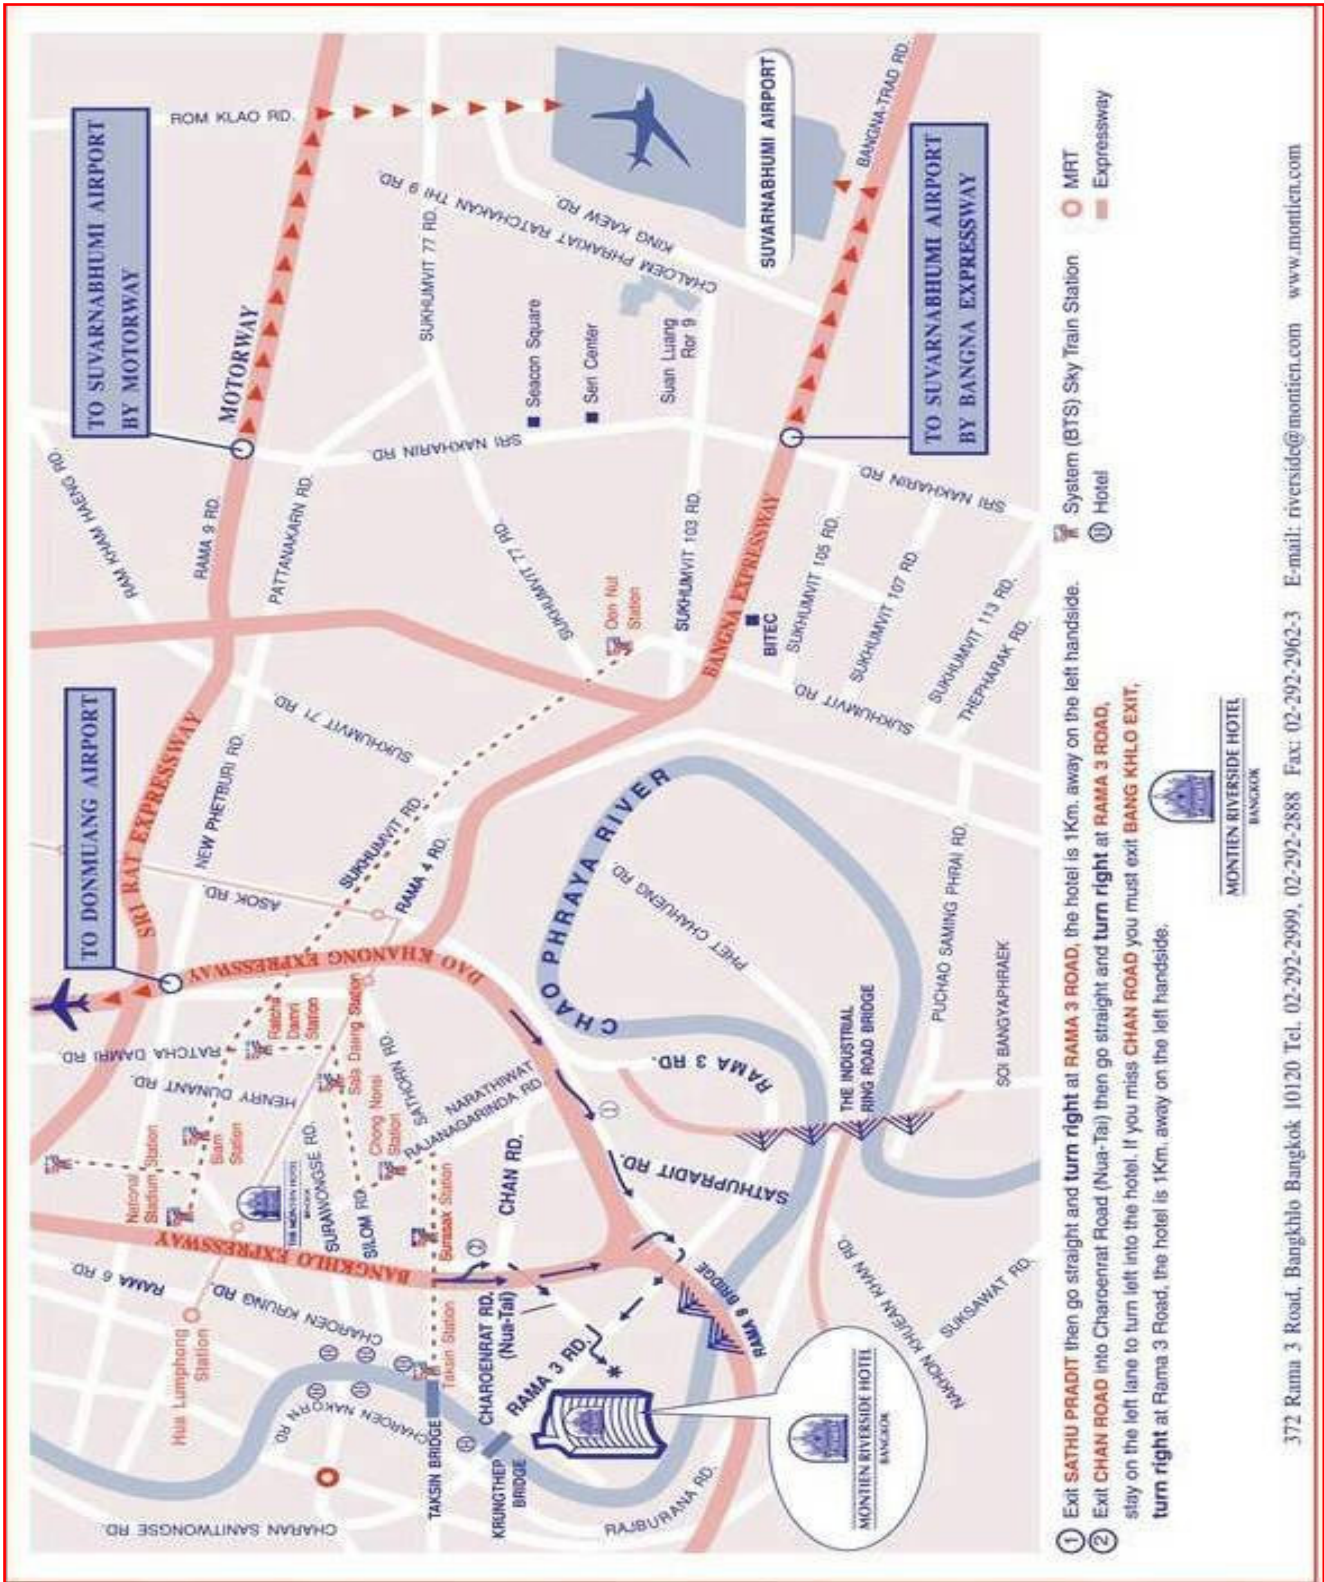 TO DONMUANG AIRPORT
TO SUVARNABHUMI AIRPORT
BY MOTORWAY
ROM KLAO RD.
MOTORWAY
RAM KHAM HAENG RD.
RAMA 9 RD.
PATTANAKARN RD.
SRI RAT EXPRESSWAY
NEW PHETBURI RD.
SUKHUMVIT 71 RD.
SUKHUMVIT 77 RD.
SUKHUMVIT 77 RD.
SRI NAKHARIN RD.
CHALOEM PHRAKIAT RATCHAKAN THI 9 RD.
KING KAEW RD.
SUVARNABHUMI AIRPORT
BANGNA-TRAD RD.
Seacon Square
Seri Center
Suan Luang
Ror 9
SUKHUMVIT 103 RD.
BANGNA EXPRESSWAY
TO SUVARNABHUMI AIRPORT
BY BANGNA EXPRESSWAY
BITEC
SUKHUMVIT 105 RD.
SUKHUMVIT 107 RD
SUKHUMVIT 113 RD.
THEPHARAK RD.
SRI NAKHARIN RD.
SUKHUMVIT RD.
On Nut
Station
SUKHUMVIT RD.
RAMA 4 RD.
ASOK RD.
DAO KHANONG EXPRESSWAY
RATCHA DAMRI RD.
HENRY DUNANT RD.
Ratcha
Damri
Station
Sala Daeng Station
Chong Nonsi
Station
SATHORN RD.
NARATHIWAT
RAJANAGARINDA RD.
National
Stadium Station
Siam
Station
THE MONTIEN HOTEL
BANGKOK
SURAWONGSE RD.
SILOM RD.
Surasak Station
CHAN RD.
BANGKHLO EXPRESSWAY
RAMA 6 RD.
Hua Lumphong
Station
CHAROEN KRUNG RD.
CHAROEN NAKORN RD.
CHARAN SANITWONGSE RD.
Taksin Station
TAKSIN BRIDGE
KRUNGTHEP
BRIDGE
CHAROENRAT RD.
(Nua-Tai)
RAMA 3 RD.
RAJBURANA RD.
MONTIEN RIVERSIDE HOTEL
BANGKOK
RAMA 9 BRIDGE
SATHUPRADIT RD.
RAMA 3 RD.
CHAO PHRAYA RIVER
PHET CHAHUENG RD.
THE INDUSTRIAL
RING ROAD BRIDGE
PUCHAO SAMING PHRAI RD.
SOI BANGYAPHRAEK
NAKHON KHUEAN KHAN RD.
SUKSAWAT RD.
1
2
1 Exit SATHU PRADIT then go straight and turn right at RAMA 3 ROAD, the hotel is 1Km. away on the left handside.
2 Exit CHAN ROAD into Charoenrat Road (Nua-Tai) then go straight and turn right at RAMA 3 ROAD,
stay on the left lane to turn left into the hotel. If you miss CHAN ROAD you must exit BANG KHLO EXIT,
turn right at Rama 3 Road, the hotel is 1Km. away on the left handside.
System (BTS) Sky Train Station
MRT
H Hotel
Expressway
MONTIEN RIVERSIDE HOTEL
BANGKOK
372 Rama 3 Road, Bangkhlo Bangkok 10120 Tel. 02-292-2999, 02-292-2888 Fax: 02-292-2962-3 E-mail: riverside@montien.com www.montien.com